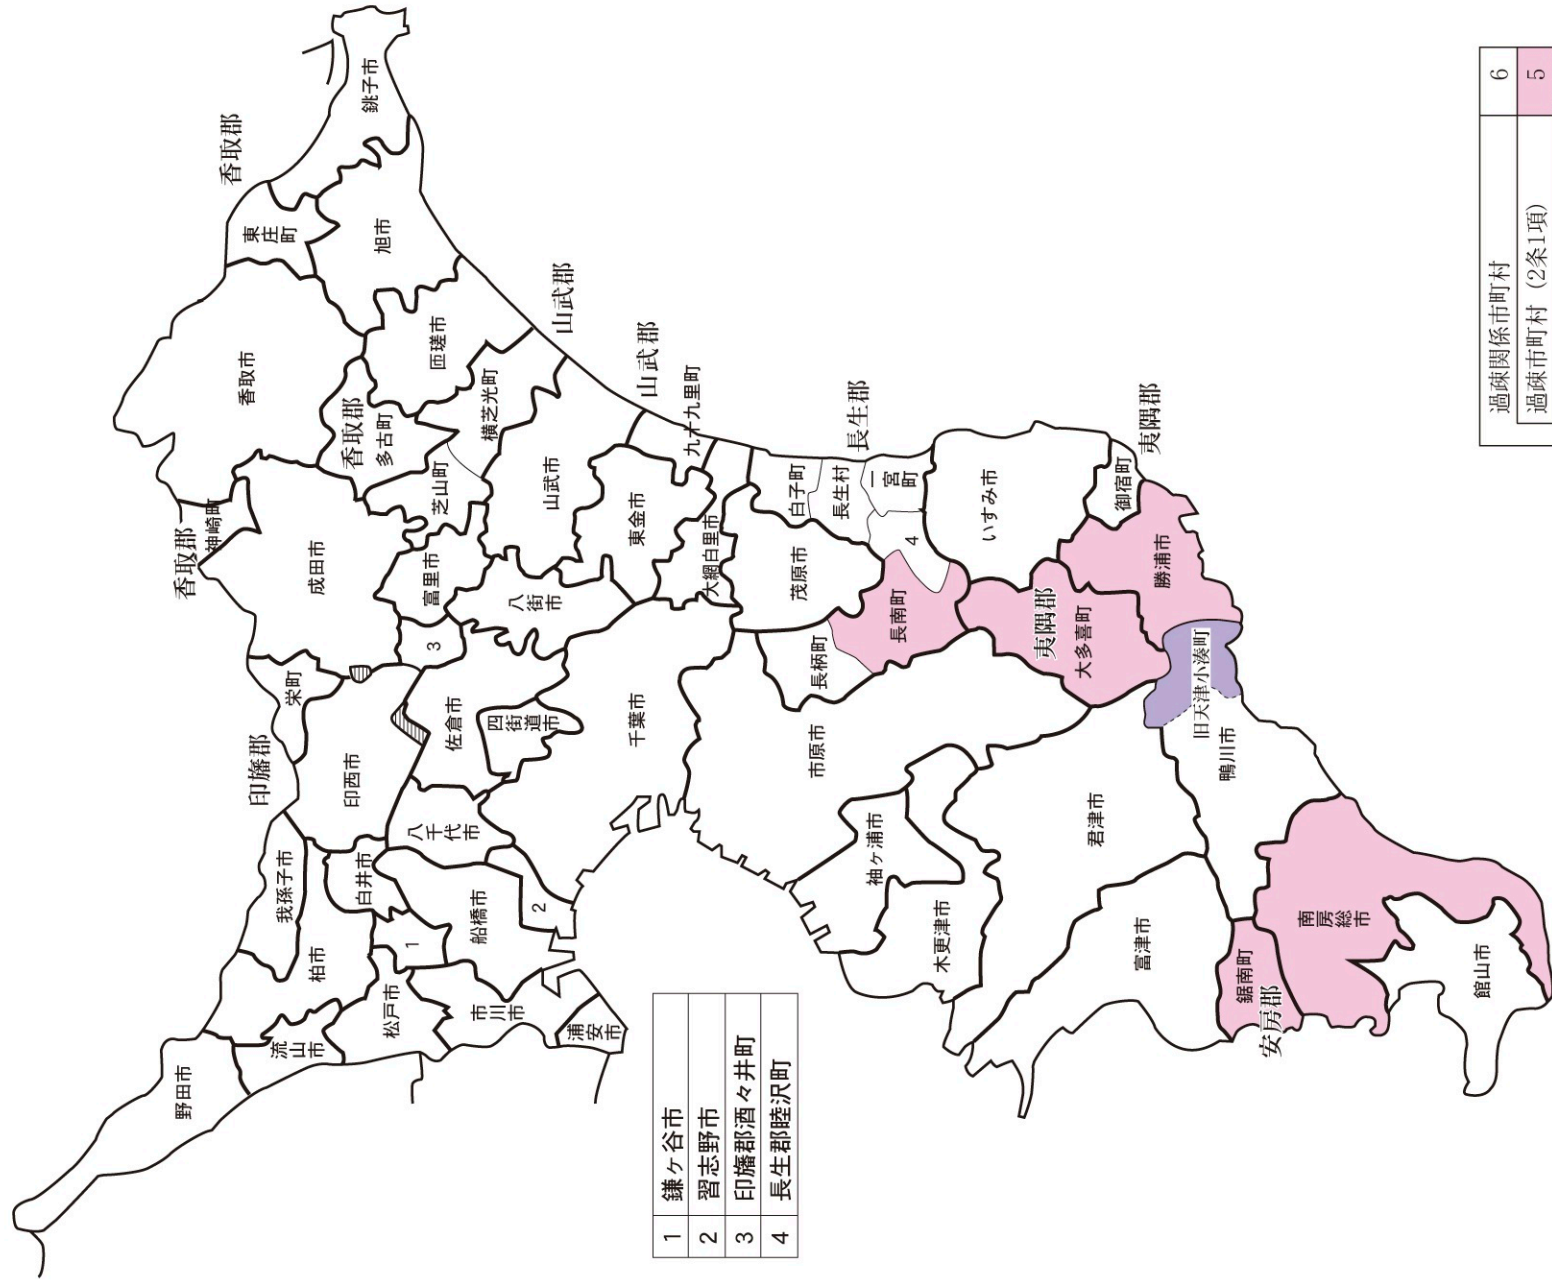 野田市
流山市
柏市
我孫子市
松戸市
市川市
浦安市
1
白井市
船橋市
2
八千代市
印旛郡
印西市
栄町
佐倉市
四街道市
千葉市
3
富里市
八街市
成田市
香取郡
神崎町
香取市
香取郡
多古町
芝山町
横芝光町
香取郡
東庄町
銚子市
旭市
匝瑳市
山武郡
山武市
山武郡
九十九里町
東金市
大網白里市
長生郡
白子町
長生村
一宮町
4
茂原市
長柄町
長南町
市原市
袖ヶ浦市
木更津市
君津市
富津市
いすみ市
夷隅郡
御宿町
夷隅郡
大多喜町
勝浦市
旧天津小湊町
鴨川市
安房郡
鋸南町
南房総市
館山市
1 鎌ヶ谷市
2 習志野市
3 印旛郡酒々井町
4 長生郡睦沢町
過疎関係市町村 6
過疎市町村（2条1項） 5